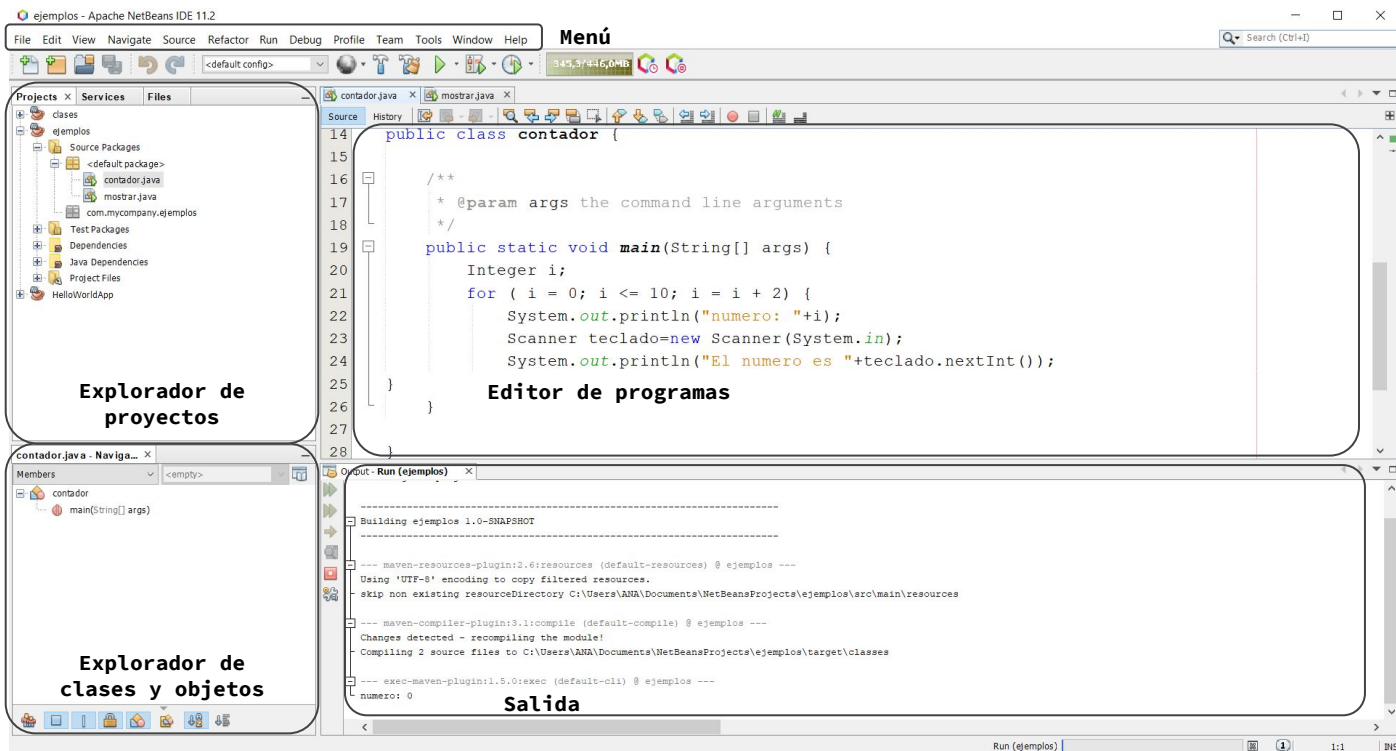 ejemplos - Apache NetBeans IDE 11.2
File Edit View Navigate Source Refactor Run Debug Profile Team Tools Window Help
Menú
Search (Ctrl+I)
<default config>
345,3/446,0MB
Projects Services Files
clases
ejemplos
Source Packages
<default package>
contador.java
mostrar.java
com.mycompany.ejemplos
Test Packages
Dependencies
Java Dependencies
Project Files
HelloWorldApp
Explorador de
proyectos
contador.java mostrar.java
Source History
14 public class contador {
15
16 /**
17 * @param args the command line arguments
18 */
19 public static void main(String[] args) {
20 Integer i;
21 for ( i = 0; i <= 10; i = i + 2) {
22 System.out.println("numero: "+i);
23 Scanner teclado=new Scanner(System.in);
24 System.out.println("El numero es "+teclado.nextInt());
25 }
26 }
27
28 }
Editor de programas
contador.java - Naviga...
Members <empty>
contador
main(String[] args)
Explorador de
clases y objetos
Output - Run (ejemplos)
------------------------------------------------------------------------
Building ejemplos 1.0-SNAPSHOT
------------------------------------------------------------------------
--- maven-resources-plugin:2.6:resources (default-resources) @ ejemplos ---
Using 'UTF-8' encoding to copy filtered resources.
skip non existing resourceDirectory C:\Users\ANA\Documents\NetBeansProjects\ejemplos\src\main\resources
--- maven-compiler-plugin:3.1:compile (default-compile) @ ejemplos ---
Changes detected - recompiling the module!
Compiling 2 source files to C:\Users\ANA\Documents\NetBeansProjects\ejemplos\target\classes
--- exec-maven-plugin:1.5.0:exec (default-cli) @ ejemplos ---
numero: 0
Salida
Run (ejemplos)
1
1:1
INS